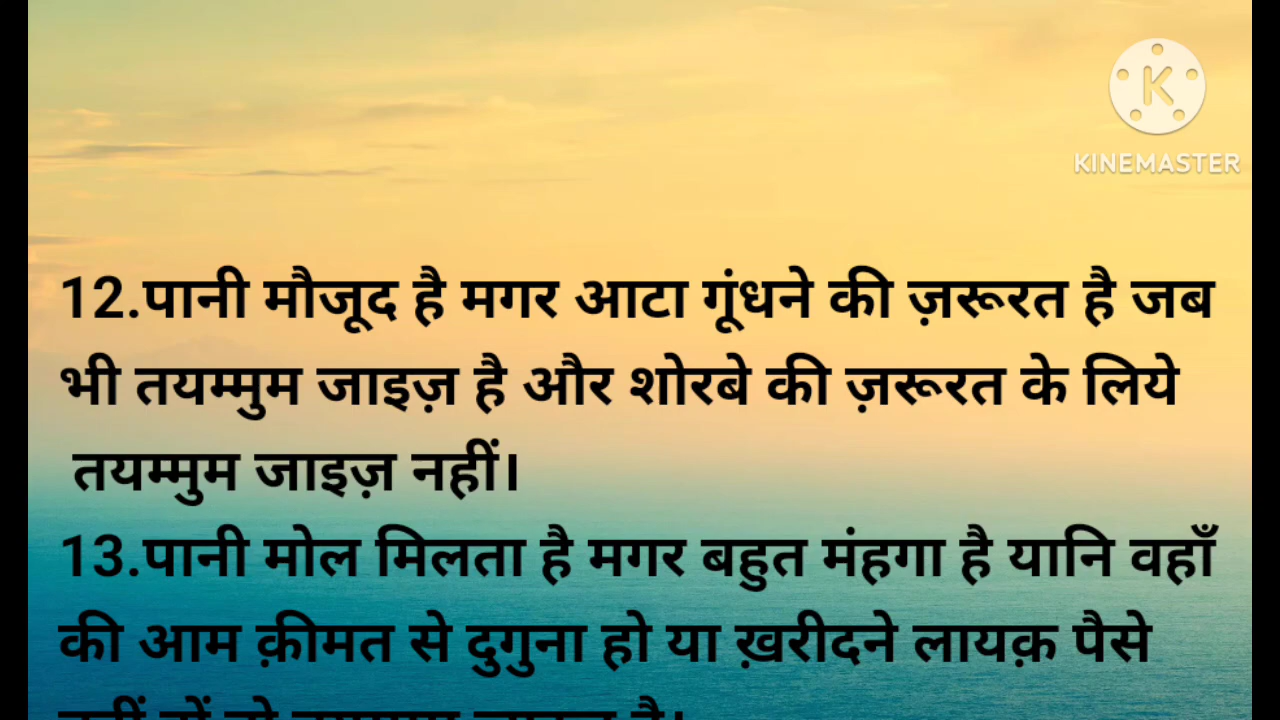 KINEMASTER
12.पानी मौजूद है मगर आटा गूंधने की ज़रूरत है जब
भी तयम्मुम जाइज़ है और शोरबे की ज़रूरत के लिये
तयम्मुम जाइज़ नहीं।
13.पानी मोल मिलता है मगर बहुत मंहगा है यानि वहाँ
की आम क़ीमत से दुगुना हो या ख़रीदने लायक़ पैसे